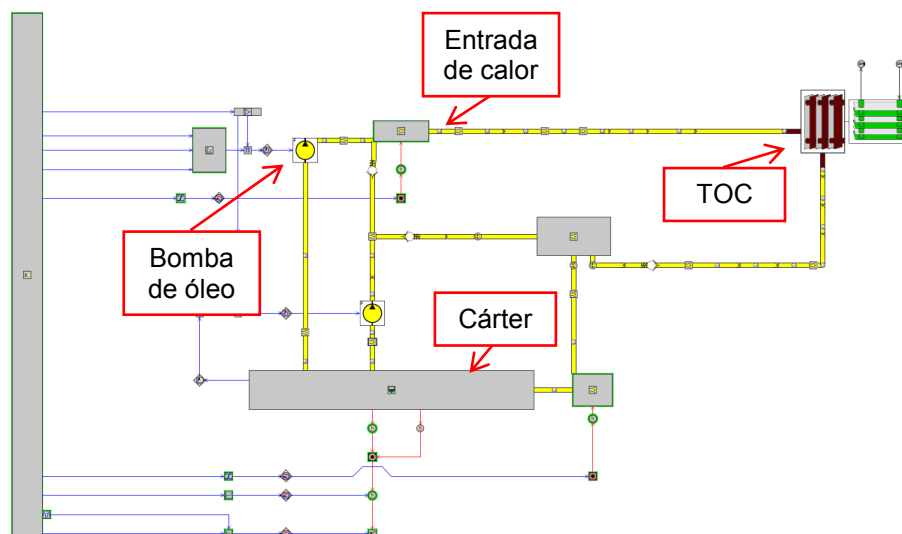 Entrada
de calor
TOC
Bomba
de óleo
Cárter